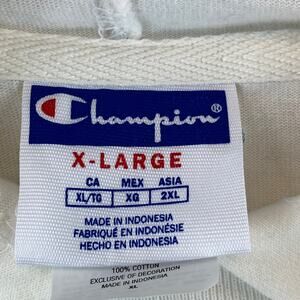 Champion®
X-LARGE
CA MEX ASIA
XL/TG XG 2XL
MADE IN INDONESIA
FABRIQUÉ EN INDONÉSIE
HECHO EN INDONESIA
100% COTTON
EXCLUSIVE OF DECORATION
MADE IN INDONESIA
XL